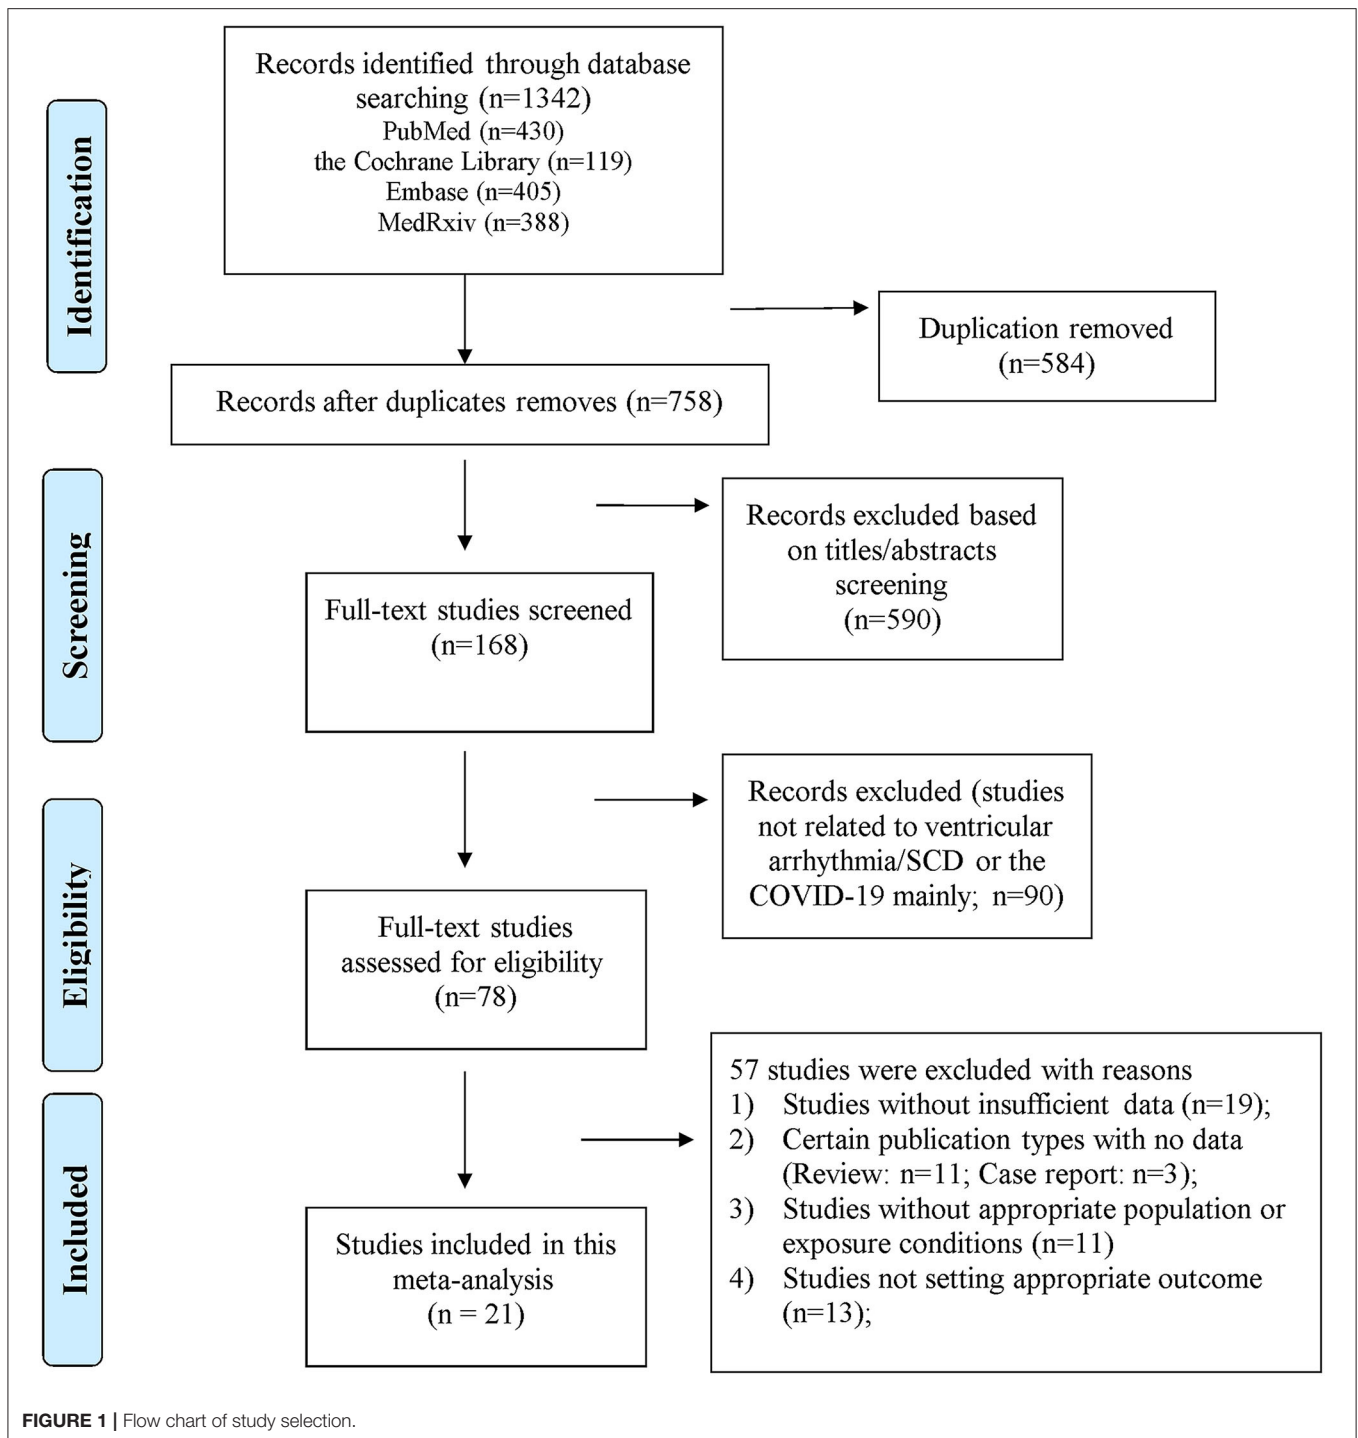 Identification
Records identified through database
searching (n=1342)
PubMed (n=430)
the Cochrane Library (n=119)
Embase (n=405)
MedRxiv (n=388)
Duplication removed
(n=584)
Records after duplicates removes (n=758)
Screening
Records excluded based
on titles/abstracts
screening
(n=590)
Full-text studies screened
(n=168)
Eligibility
Records excluded (studies
not related to ventricular
arrhythmia/SCD or the
COVID-19 mainly; n=90)
Full-text studies
assessed for eligibility
(n=78)
Included
57 studies were excluded with reasons
1) Studies without insufficient data (n=19);
2) Certain publication types with no data
(Review: n=11; Case report: n=3);
3) Studies without appropriate population or
exposure conditions (n=11)
4) Studies not setting appropriate outcome
(n=13);
Studies included in this
meta-analysis
(n = 21)
FIGURE 1 | Flow chart of study selection.